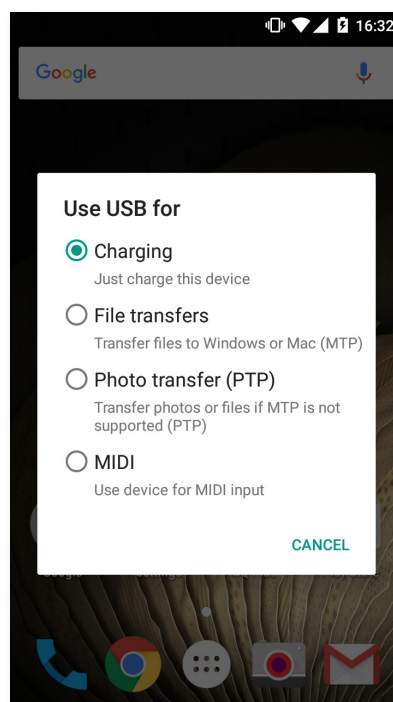 16:32
Google
Use USB for
Charging
Just charge this device
File transfers
Transfer files to Windows or Mac (MTP)
Photo transfer (PTP)
Transfer photos or files if MTP is not
supported (PTP)
MIDI
Use device for MIDI input
CANCEL